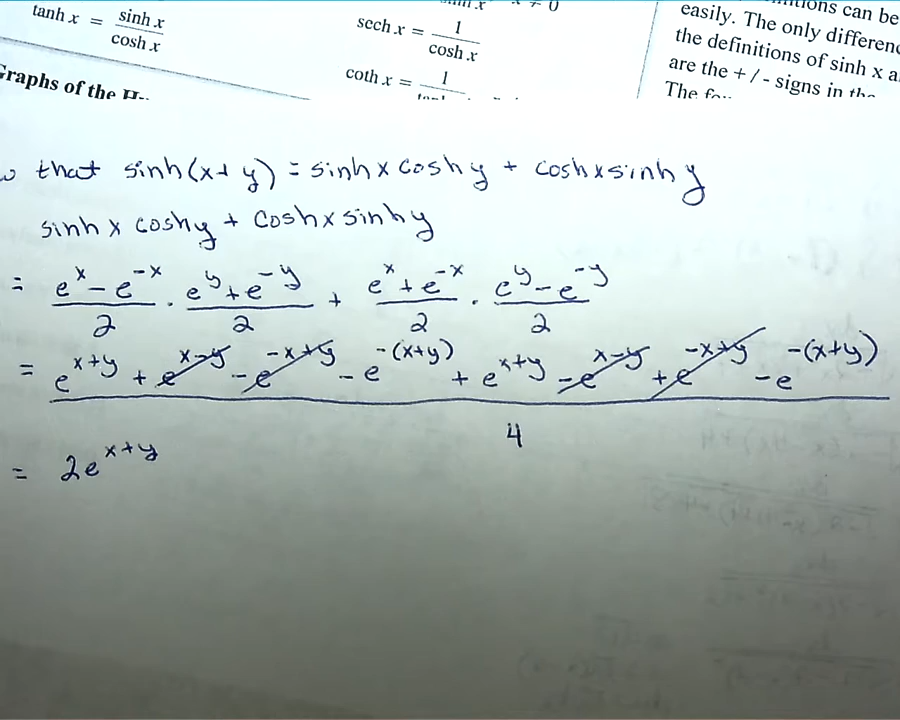 tanh x = sinh x / cosh x
sech x = 1 / cosh x
coth x = 1 /
easily. The only
the definitions of sinh x
are the + / - signs in
The
Graphs of the
that sinh(x+y) = sinh x cosh y + cosh x sinh y
sinh x cosh y + cosh x sinh y
= (e^x - e^-x)/2 · (e^y + e^-y)/2 + (e^x + e^-x)/2 · (e^y - e^-y)/2
= (e^x+y + e^x-y - e^-x+y - e^-(x+y) + e^x+y - e^x-y + e^-x+y - e^-(x+y)) / 4
= 2e^x+y